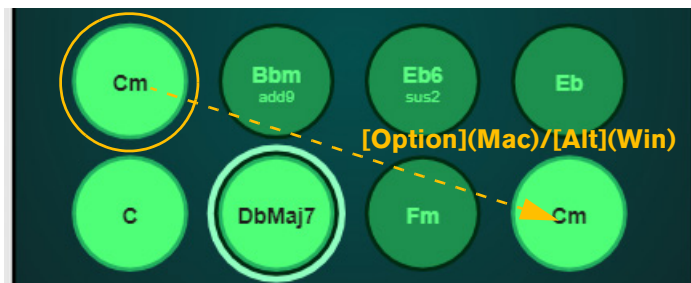 Cm
Bbm
add9
Eb6
sus2
Eb
[Option](Mac)/[Alt](Win)
C
DbMaj7
Fm
Cm